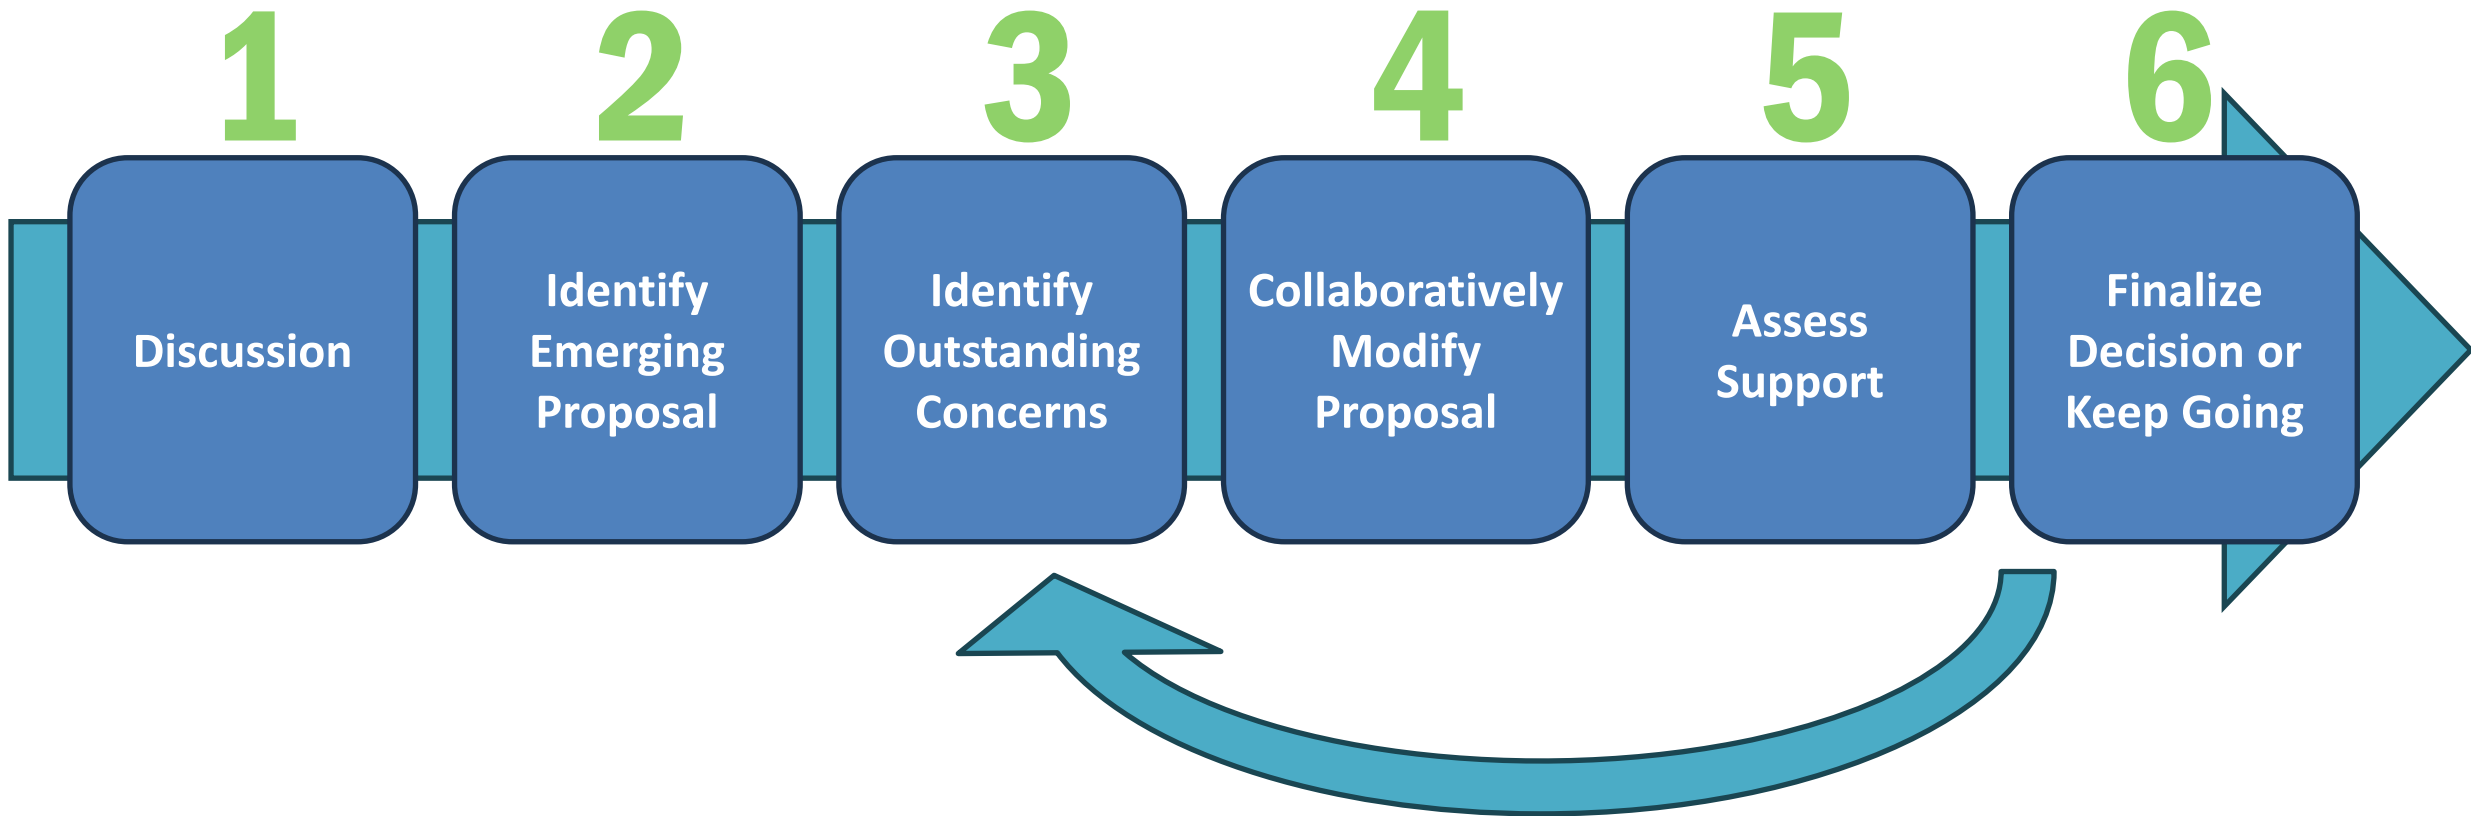 1
2
3
4
5
6
Discussion
Identify
Emerging
Proposal
Identify
Outstanding
Concerns
Collaboratively
Modify
Proposal
Assess
Support
Finalize
Decision or
Keep Going